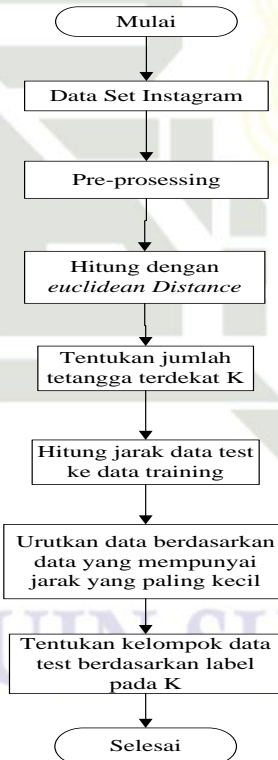 Mulai
Data Set Instagram
Pre-prosessing
Hitung dengan
euclidean Distance
Tentukan jumlah
tetangga terdekat K
Hitung jarak data test
ke data training
Urutkan data berdasarkan
data yang mempunyai
jarak yang paling kecil
Tentukan kelompok data
test berdasarkan label
pada K
Selesai